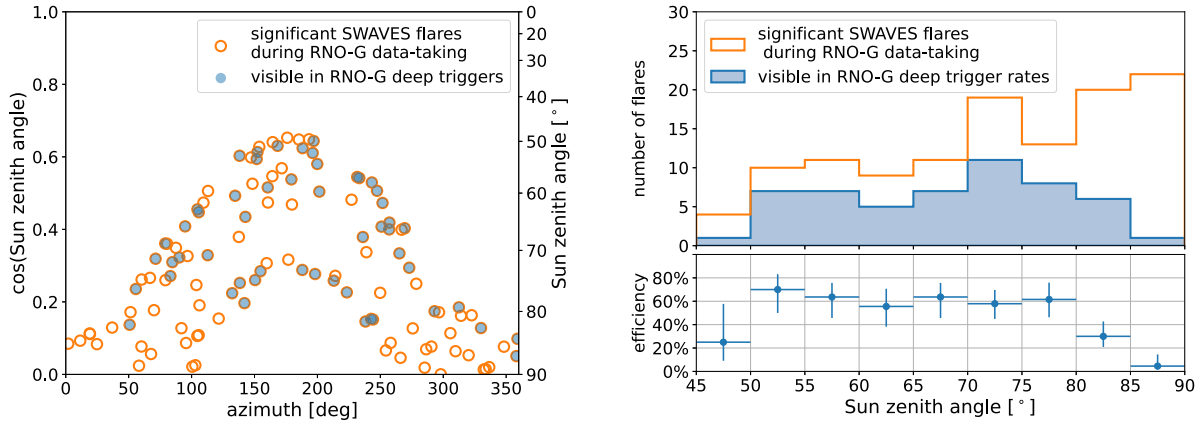 1.0
0.8
0.6
0.4
0.2
0.0
cos(Sun zenith angle)
significant SWAVES flares
during RNO-G data-taking
visible in RNO-G deep triggers
0
20
30
40
50
60
70
80
90
Sun zenith angle [°]
0 50 100 150 200 250 300 350
azimuth [deg]
30
25
20
15
10
5
0
number of flares
significant SWAVES flares
during RNO-G data-taking
visible in RNO-G deep trigger rates
80%
60%
40%
20%
0%
efficiency
45 50 55 60 65 70 75 80 85 90
Sun zenith angle [°]